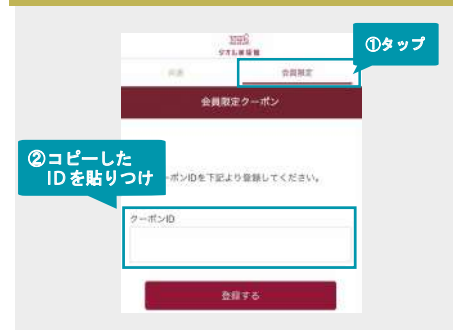 ①タップ
会員限定
会員限定クーポン
②コピーした
IDを貼りつけ
ーポンIDを下記より登録してください。
クーポンID
登録する